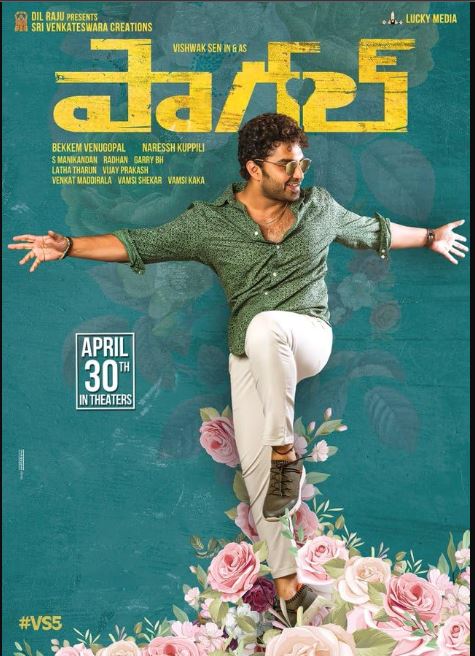 DIL RAJU PRESENTS
SRI VENKATESWARA CREATIONS
LUCKY MEDIA
VISHWAK SEN IN & AS
పాగల్
BEKKEM VENUGOPAL NARESSH KUPPILI
S MANIKANDAN RADHAN GARRY BH
LATHA THARUN VIJAY PRAKASH
VENKAT MADDIRALA VAMSI SHEKAR VAMSI KAKA
APRIL
30TH
IN THEATERS
#VS5